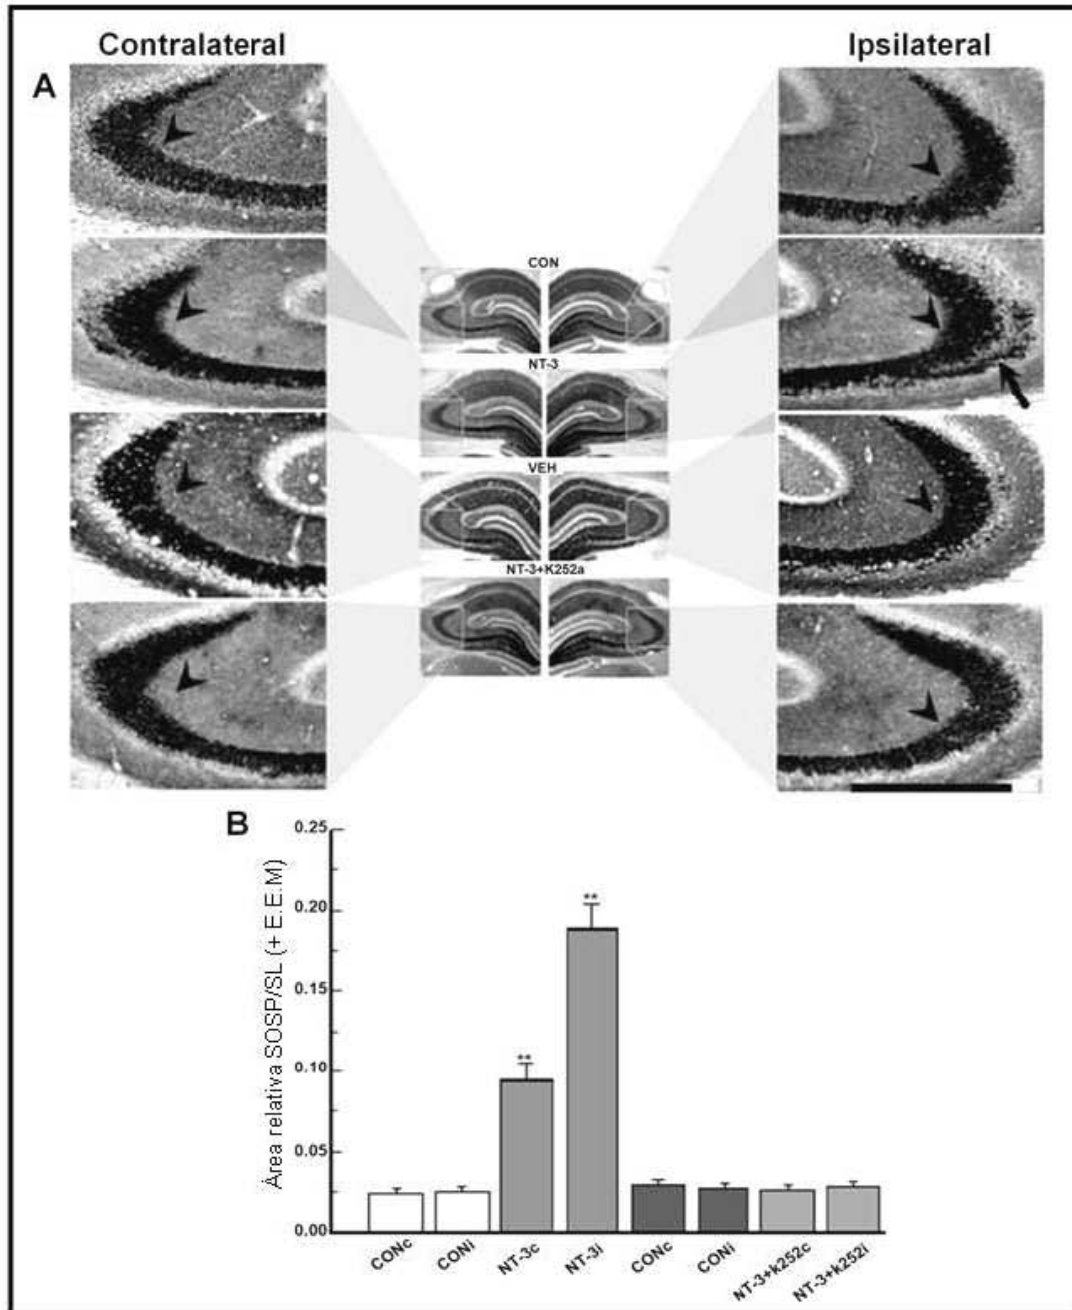 Contralateral
Ipsilateral
A
CON
NT-3
VEH
NT-3+K252a
B
Área relativa SOSP/SL (+ E.E.M)
0.25
0.20
0.15
0.10
0.05
0.00
**
**
CONc
CONi
NT-3c
NT-3i
CONc
CONi
NT-3+k252c
NT-3+k252i